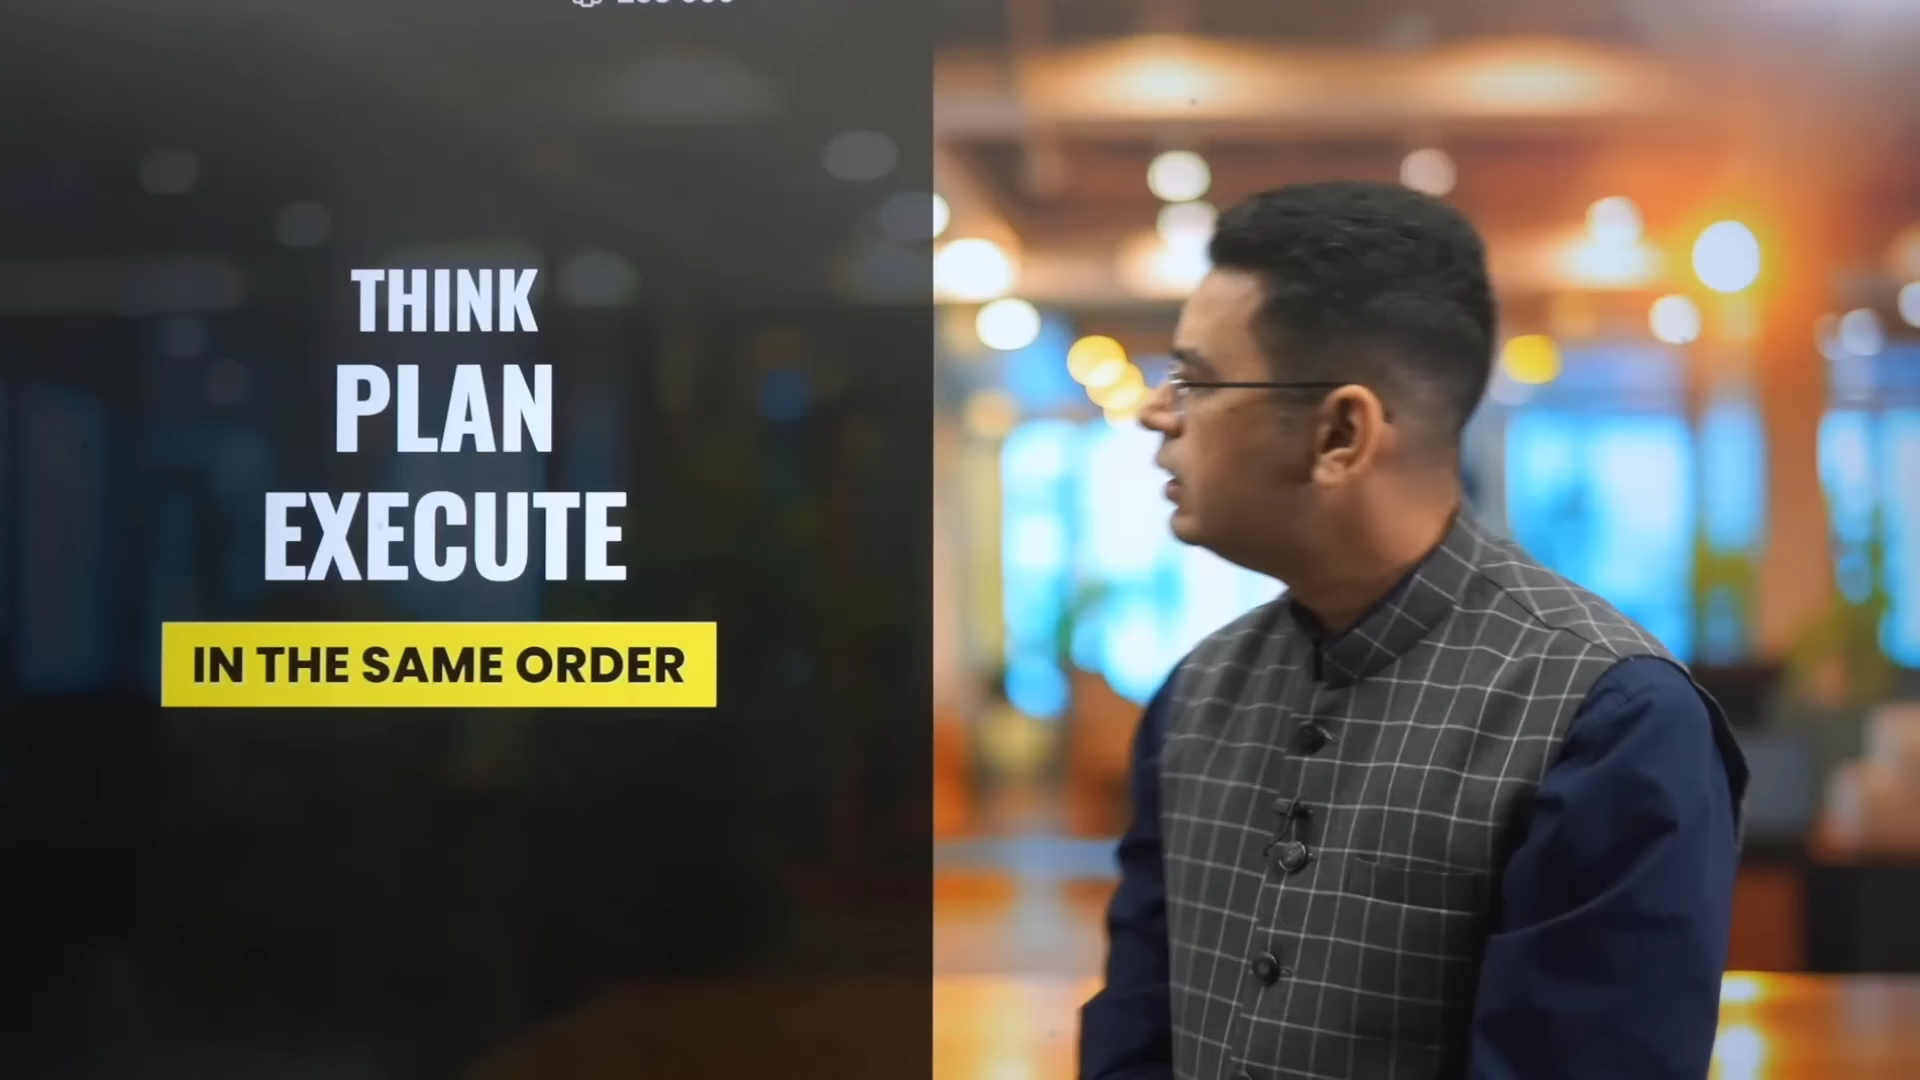 THINK
PLAN
EXECUTE
IN THE SAME ORDER